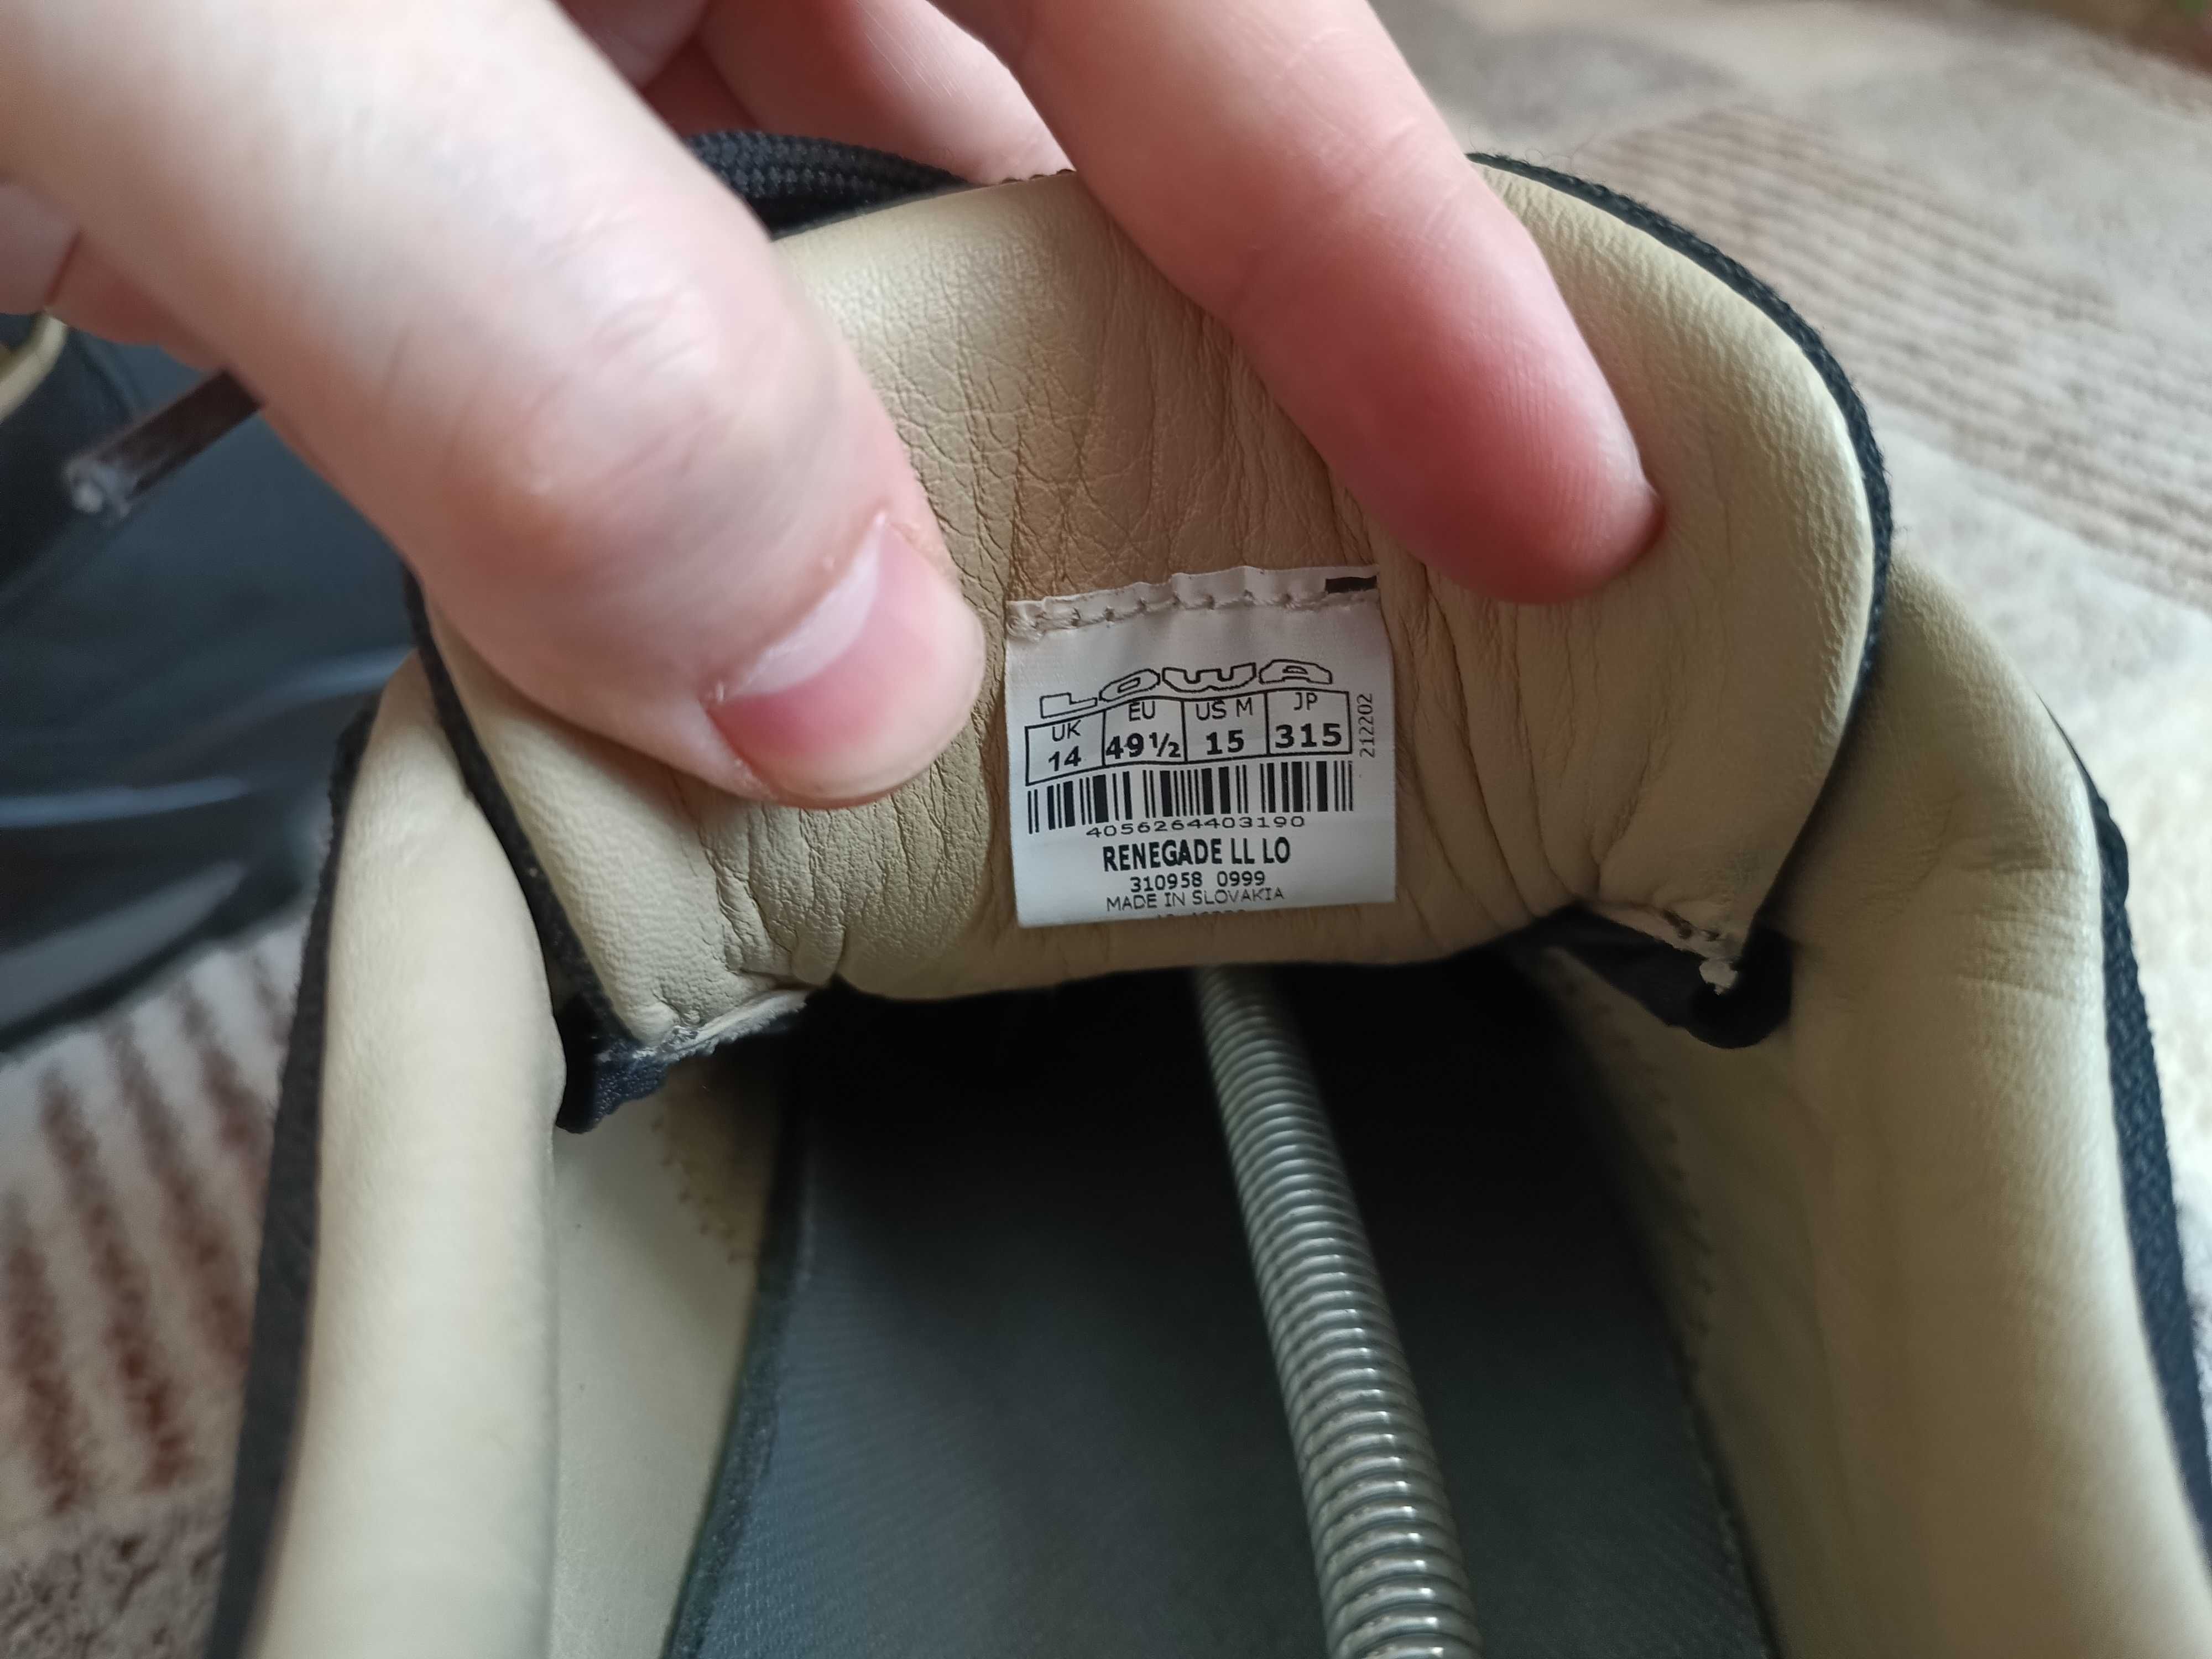 LOWA
UK EU US M JP
14 49½ 15 315
212202
4056264403190
RENEGADE LL LO
310958 0999
MADE IN SLOVAKIA